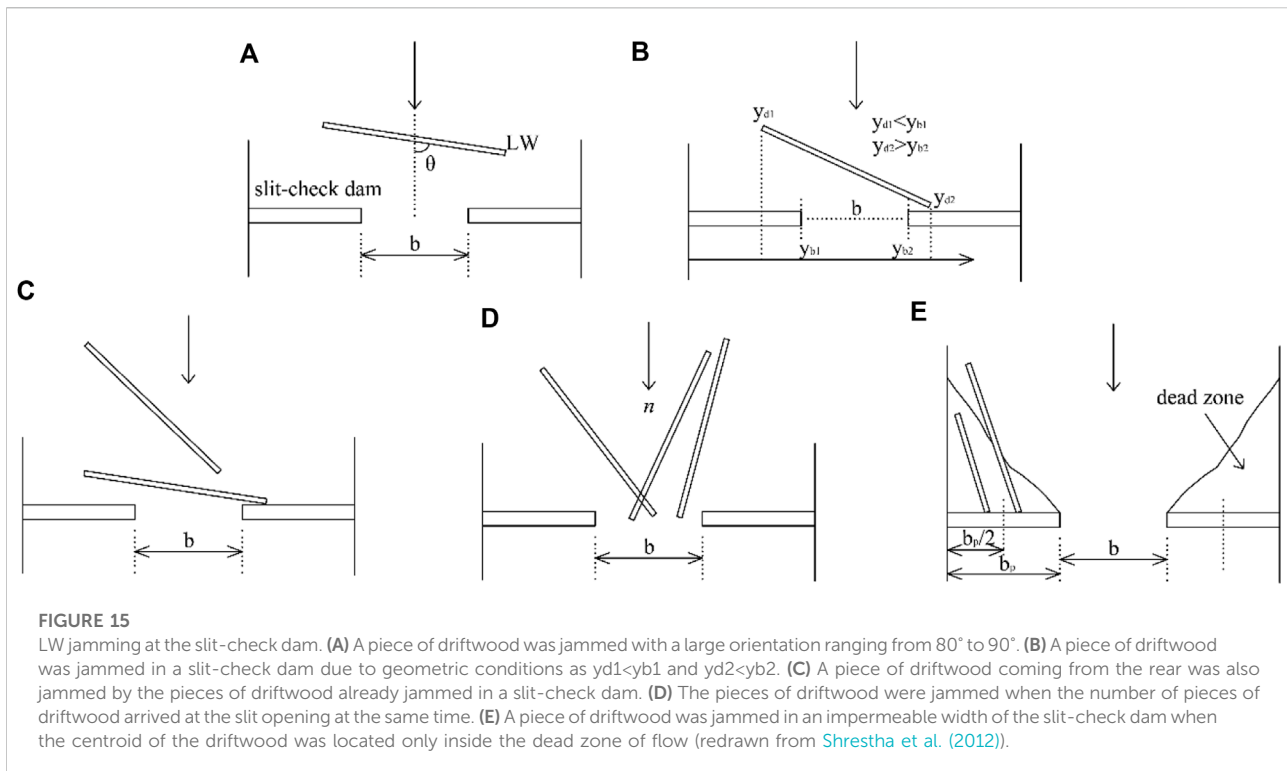 A
LW
θ
slit-check dam
b
B
yd1
yd1<yb1
yd2>yb2
yd2
b
yb1
yb2
C
b
D
n
b
E
dead zone
bp/2
b
bp
FIGURE 15
LW jamming at the slit-check dam. (A) A piece of driftwood was jammed with a large orientation ranging from 80° to 90°. (B) A piece of driftwood
was jammed in a slit-check dam due to geometric conditions as yd1<yb1 and yd2<yb2. (C) A piece of driftwood coming from the rear was also
jammed by the pieces of driftwood already jammed in a slit-check dam. (D) The pieces of driftwood were jammed when the number of pieces of
driftwood arrived at the slit opening at the same time. (E) A piece of driftwood was jammed in an impermeable width of the slit-check dam when
the centroid of the driftwood was located only inside the dead zone of flow (redrawn from Shrestha et al. (2012)).